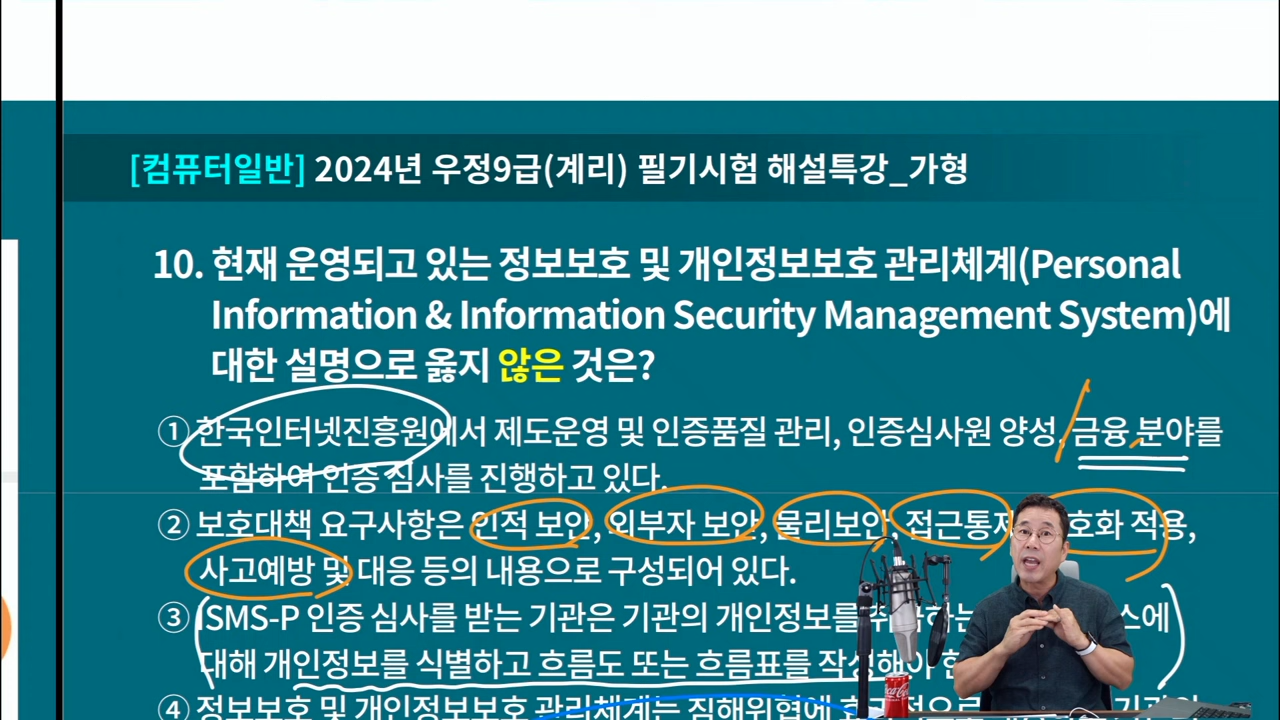 [컴퓨터일반] 2024년 우정9급(계리) 필기시험 해설특강_가형
10. 현재 운영되고 있는 정보보호 및 개인정보보호 관리체계(Personal
Information & Information Security Management System)에
대한 설명으로 옳지 않은 것은?
① 한국인터넷진흥원에서 제도운영 및 인증품질 관리, 인증심사원 양성, 금융 분야를
포함하여 인증 심사를 진행하고 있다.
② 보호대책 요구사항은 인적 보안, 외부자 보안, 물리보안, 접근통제 적용,
사고예방 및 대응 등의 내용으로 구성되어 있다.
③ ISMS-P 인증 심사를 받는 기관은 기관의 개인정보를
대해 개인정보를 식별하고 흐름도 또는 흐름표를 작성해야
④ 정보보호 및 개인정보보호 관리체계는 침해위협에